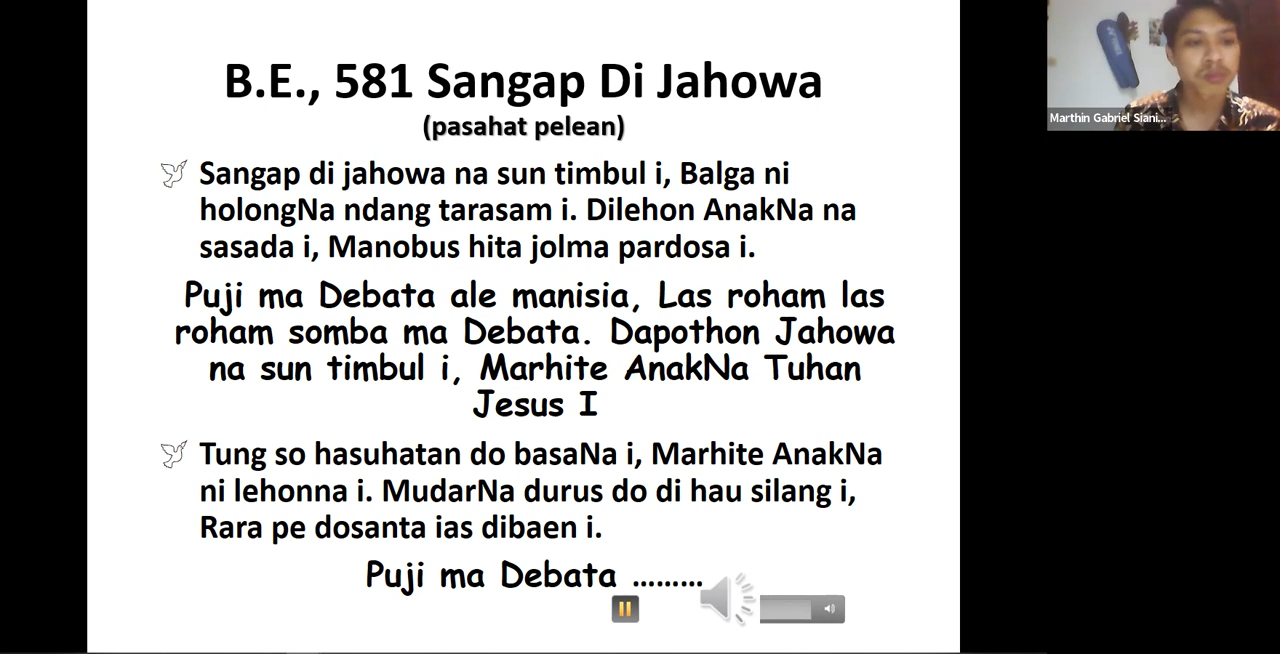 B.E., 581 Sangap Di Jahowa
(pasahat pelean)
Sangap di jahowa na sun timbul i, Balga ni
holongNa ndang tarasam i. Dilehon AnakNa na
sasada i, Manobus hita jolma pardosa i.
Puji ma Debata ale manisia, Las roham las
roham somba ma Debata. Dapothon Jahowa
na sun timbul i, Marhite AnakNa Tuhan
Jesus I
Tung so hasuhatan do basaNa i, Marhite AnakNa
ni lehonna i. MudarNa durus do di hau silang i,
Rara pe dosanta ias dibaen i.
Puji ma Debata ………
Marthin Gabriel Siani...